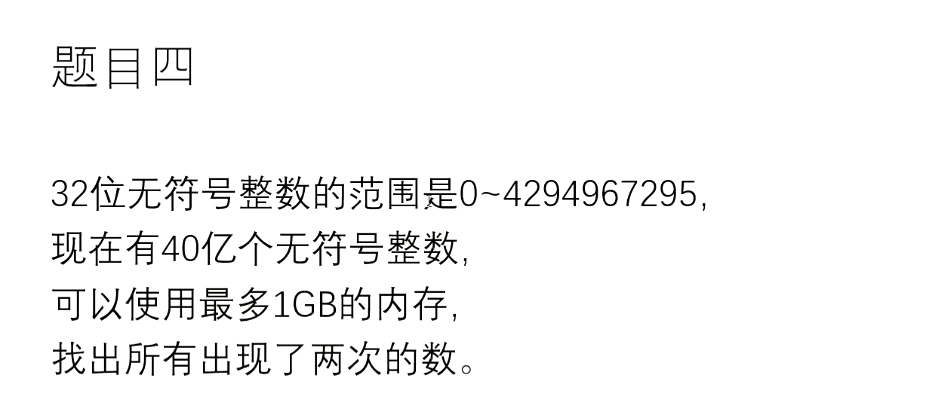 题目四
32位无符号整数的范围是0~4294967295,
现在有40亿个无符号整数,
可以使用最多1GB的内存,
找出所有出现了两次的数。